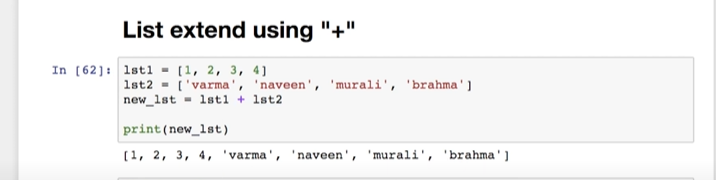 List extend using "+"
In [62]: lst1 = [1, 2, 3, 4]
lst2 = ['varma', 'naveen', 'murali', 'brahma']
new_lst = lst1 + lst2
print(new_lst)
[1, 2, 3, 4, 'varma', 'naveen', 'murali', 'brahma']